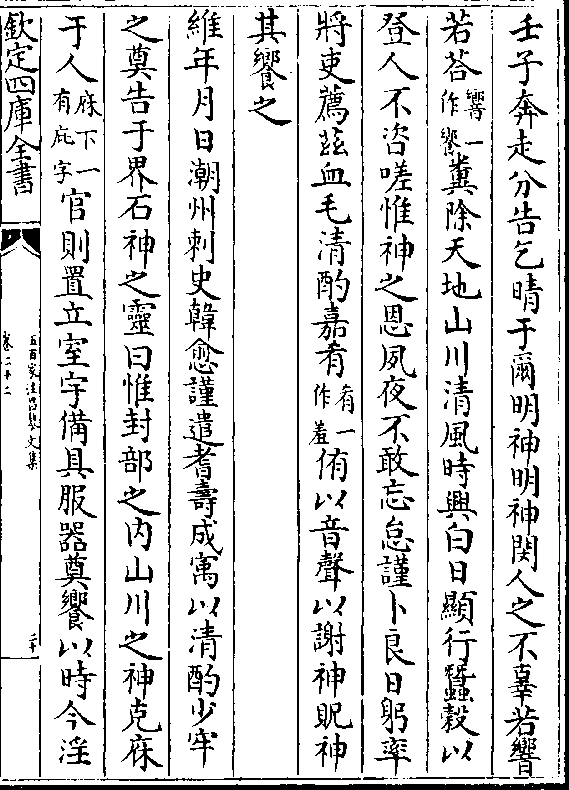 壬子奔走分告乞晴于爾明神明神閔人之不辜若響
若荅響一作饗糞除天地山川清風時興白日顯行蠶穀以
登人不咨嗟惟神之恩夙夜不敢忘怠謹卜良日躬率
將吏薦兹血毛清酌嘉肴有一作羞侑以音聲以謝神貺神
其饗之
維年月日潮州刺史韓愈謹遣耆壽成寓以清酌少牢
之奠告于界石神之靈曰惟封部之内山川之神克庥
于人庥下一有庇字官則置立室宇備具服器奠饗以時今淫
欽定四庫全書
五百家注昌黎文集
卷二十二
二十